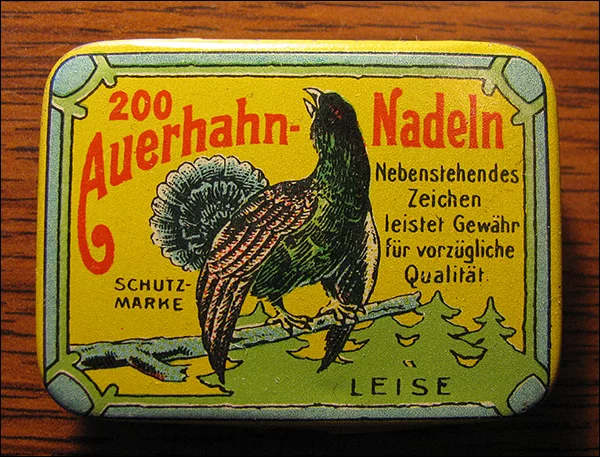 200
Auerhahn-Nadeln
Nebenstehendes
Zeichen
leistet Gewähr
für vorzügliche
Qualität.
SCHUTZ-
MARKE
LEISE